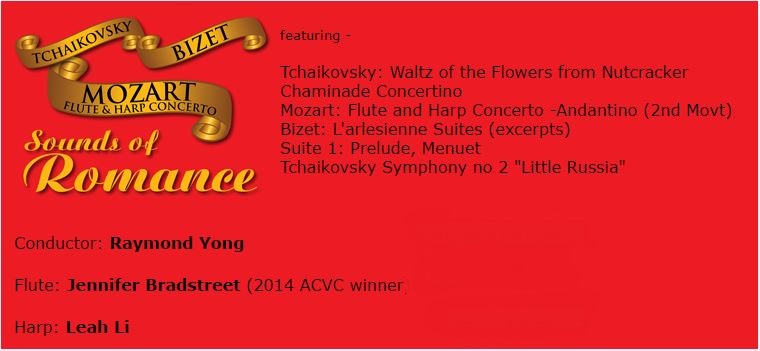 TCHAIKOVSKY
BIZET
MOZART
FLUTE & HARP CONCERTO
Sounds of
Romance
featuring -
Tchaikovsky: Waltz of the Flowers from Nutcracker
Chaminade Concertino
Mozart: Flute and Harp Concerto -Andantino (2nd Movt)
Bizet: L'arlesienne Suites (excerpts)
Suite 1: Prelude, Menuet
Tchaikovsky Symphony no 2 "Little Russia"
Conductor: Raymond Yong
Flute: Jennifer Bradstreet (2014 ACVC winner)
Harp: Leah Li